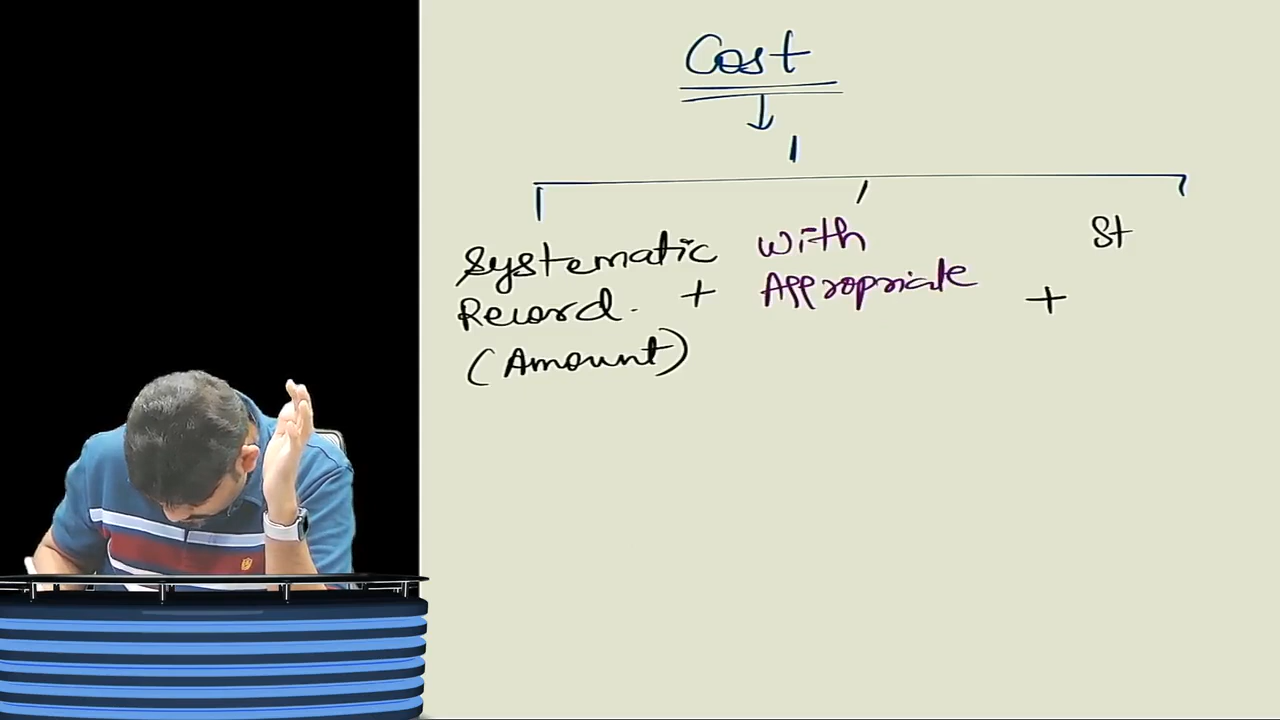 Cost
Systematic With St
Record. + Appropriate +
(Amount)